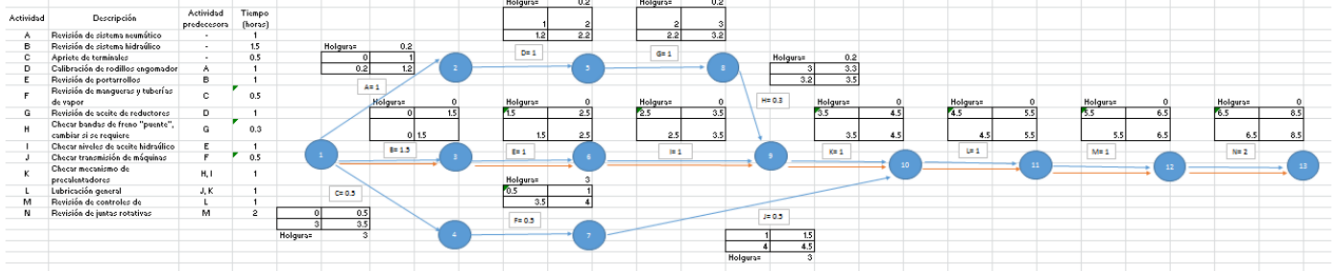 Actividad Descripción Actividad predecesora Tiempo (horas)
A Revisión de sistema neumático - 1
B Revisión de sistema hidraúlico - 1.5
C Apriete de terminales - 0.5
D Calibración de rodillos engomador A 1
E Revisión de portarrollos B 1
F Revisión de mangueras y tuberías de vapor C 0.5
G Revisión de aceite de reductores D 1
H Checar bandas de freno "puente", cambiar si se requiere G 0.3
I Checar niveles de aceite hidraúlico E 1
J Checar transmisión de máquinas F 0.5
K Checar mecanismo de precalentadores H, I 1
L Lubricación general J, K 1
M Revisión de controles de L 1
N Revisión de juntas rotativas M 2
Holgura= 0.2
0 1
0.2 1.2
A= 1
Holgura= 0.2
1 2
1.2 2.2
D= 1
Holgura= 0.2
2 3
2.2 3.2
G= 1
Holgura= 0.2
3 3.3
3.2 3.5
H= 0.3
2
5
8
Holgura= 0
0 1.5
0 1.5
B= 1.5
Holgura= 0
1.5 2.5
1.5 2.5
E= 1
Holgura= 0
2.5 3.5
2.5 3.5
I= 1
Holgura= 0
3.5 4.5
3.5 4.5
K= 1
Holgura= 0
4.5 5.5
4.5 5.5
L= 1
Holgura= 0
5.5 6.5
5.5 6.5
M= 1
Holgura= 0
6.5 8.5
6.5 8.5
N= 2
1
3
6
9
10
11
12
13
C= 0.5
0 0.5
3 3.5
Holgura= 3
Holgura= 3
0.5 1
3.5 4
F= 0.5
4
7
J= 0.5
1 1.5
4 4.5
Holgura= 3